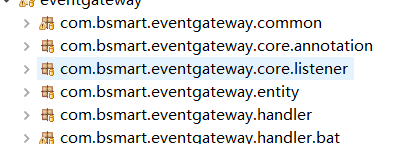 eventgateway
com.bsmart.eventgateway.common
com.bsmart.eventgateway.core.annotation
com.bsmart.eventgateway.core.listener
com.bsmart.eventgateway.entity
com.bsmart.eventgateway.handler
com.bsmart.eventgateway.handler.bat